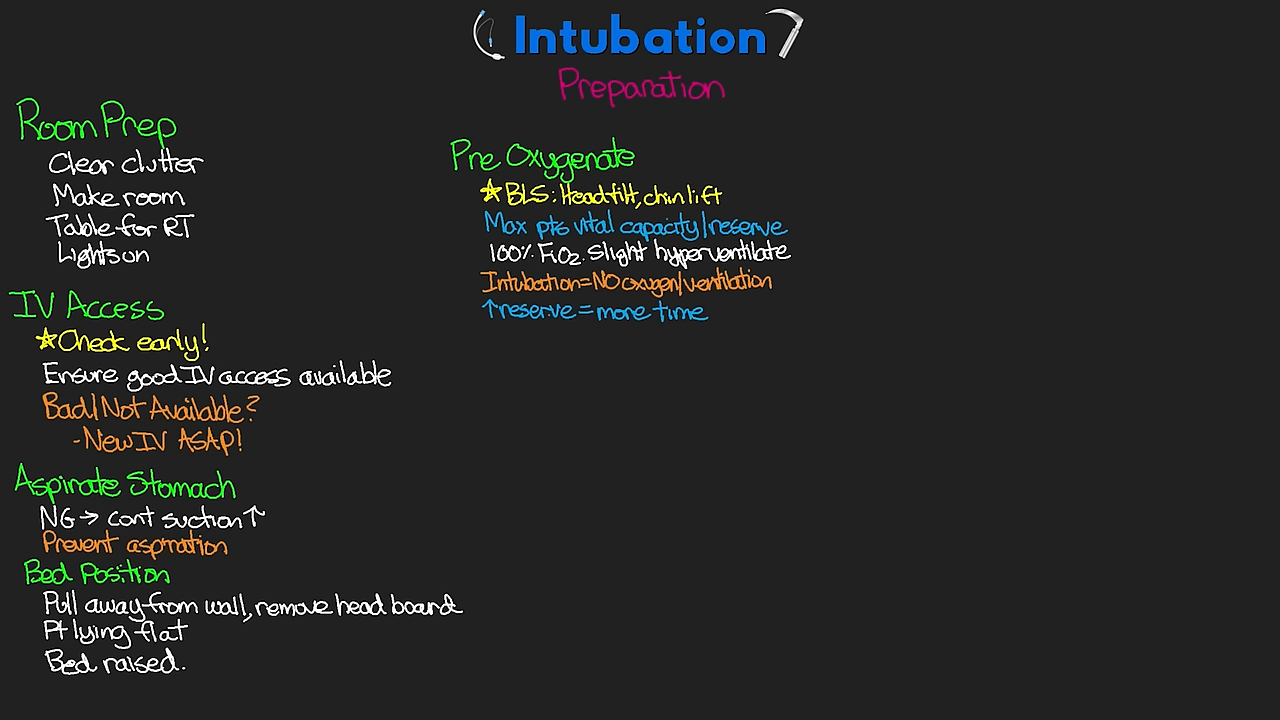 Intubation
Preparation
Room Prep
Clear clutter
Make room
Table for RT
Lights on
IV Access
☆Check early!
Ensure good IV access available
Bad/Not Available?
-New IV ASAP!
Aspirate Stomach
NG→ cont suction↑
Prevent aspiration
Bed Position
Pull away from wall, remove head board
Pt lying flat
Bed raised.
Pre Oxygenate
☆BLS: Head tilt, chin lift
Max pts vital capacity/reserve
100% FiO2. Slight hyperventilate
Intubation=NO oxygen/ventilation
↑reserve=more time